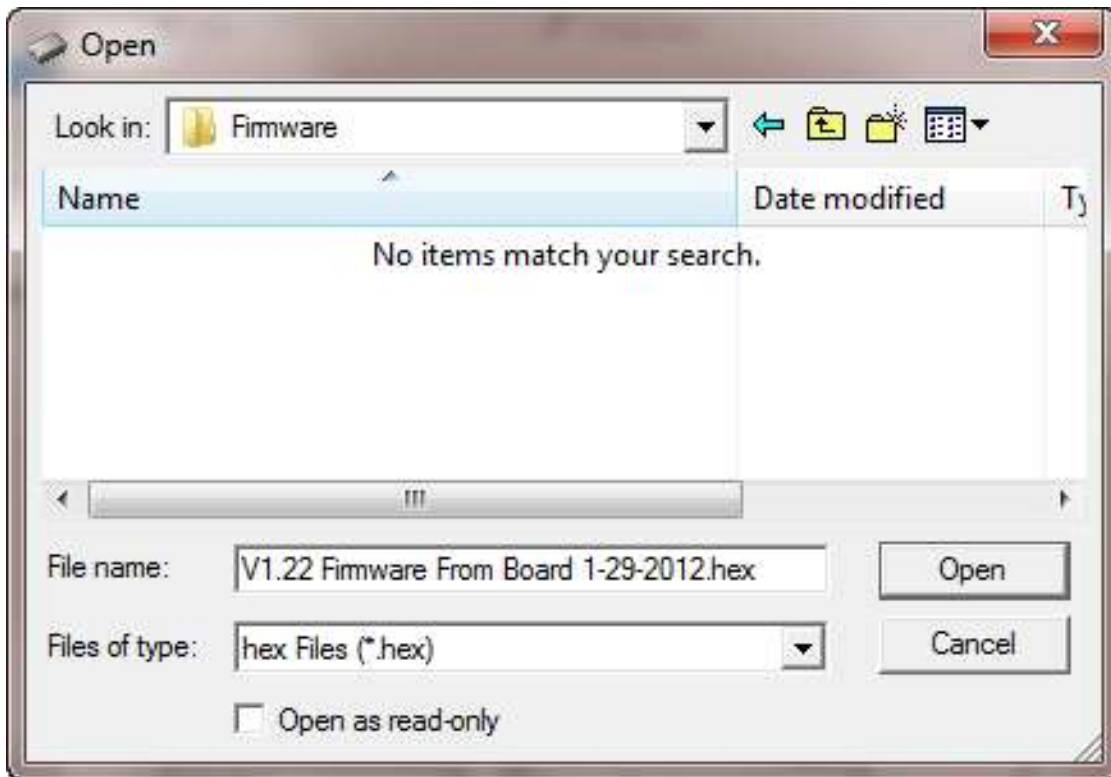 Open
Look in: Firmware
Name Date modified Ty
No items match your search.
File name: V1.22 Firmware From Board 1-29-2012.hex Open
Files of type: hex Files (*.hex) Cancel
Open as read-only